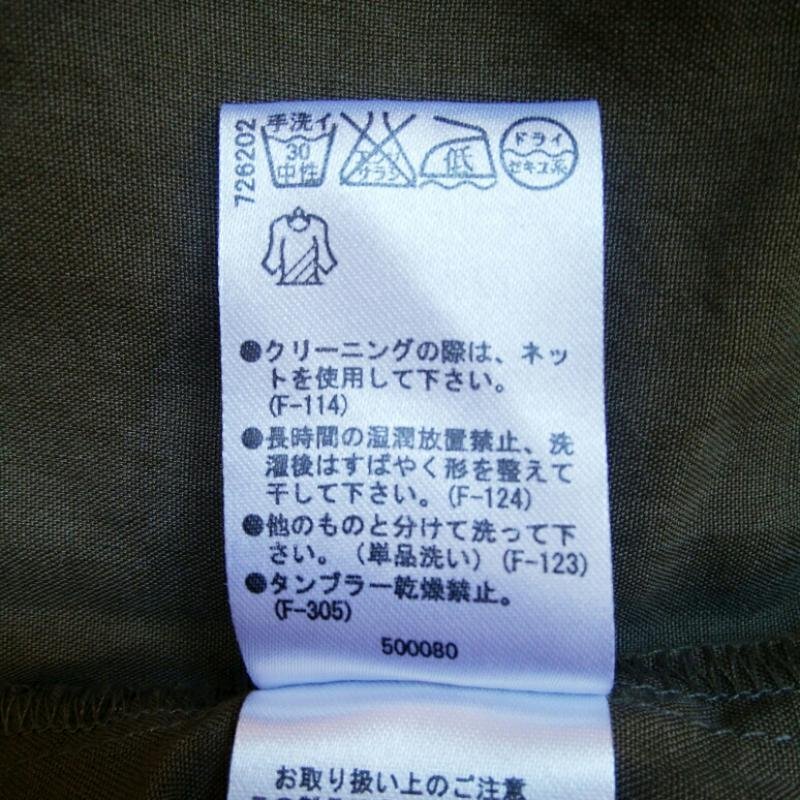 726202
手洗イ
30
中性
エンソ
サラシ
低
ドライ
セキユ系
●クリーニングの際は、ネッ
トを使用して下さい。
(F-114)
●長時間の湿潤放置禁止、洗
濯後はすばやく形を整えて
干して下さい。(F-124)
●他のものと分けて洗って下
さい。（単品洗い）(F-123)
●タンブラー乾燥禁止。
(F-305)
500080
お取り扱い上のご注意